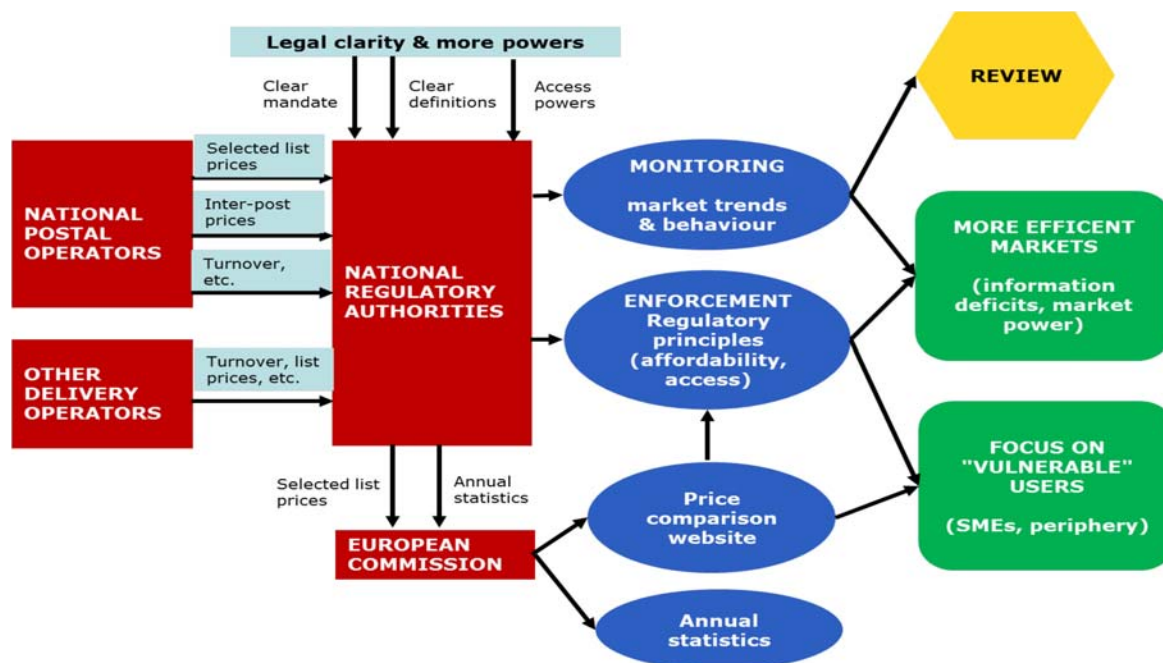 Legal clarity & more powers
Clear
mandate
Clear
definitions
Access
powers
REVIEW
NATIONAL
POSTAL
OPERATORS
Selected list
prices
Inter-post
prices
Turnover,
etc.
NATIONAL
REGULATORY
AUTHORITIES
MONITORING
market trends
& behaviour
MORE EFFICENT
MARKETS
(information
deficits, market
power)
ENFORCEMENT
Regulatory
principles
(affordability,
access)
OTHER
DELIVERY
OPERATORS
Turnover, list
prices, etc.
FOCUS ON
"VULNERABLE"
USERS
(SMEs, periphery)
Selected list
prices
Annual
statistics
Price
comparison
website
EUROPEAN
COMMISSION
Annual
statistics